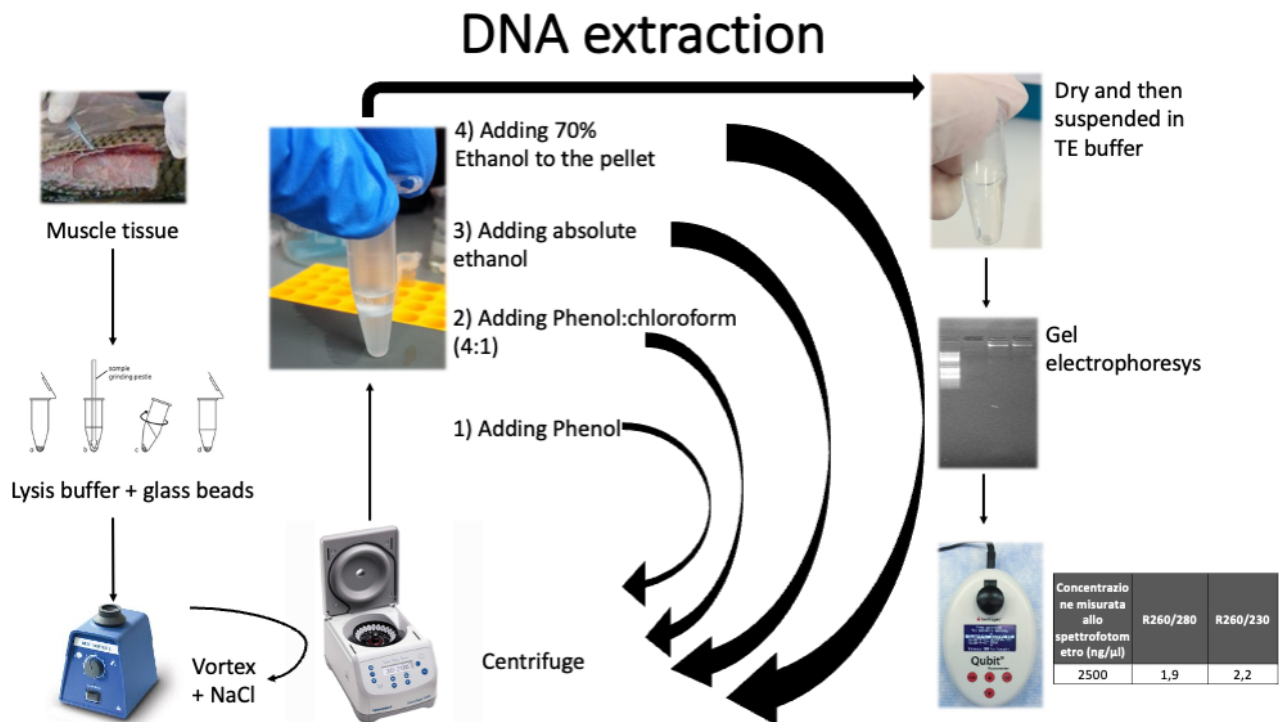 DNA extraction
Muscle tissue
sample
grinding pestle
a
b
c
d
Lysis buffer + glass beads
Vortex
+ NaCl
4) Adding 70%
Ethanol to the pellet
3) Adding absolute
ethanol
2) Adding Phenol:chloroform
(4:1)
1) Adding Phenol
Centrifuge
Dry and then
suspended in
TE buffer
Gel
electrophoresys
Qubit
Concentrazio
ne misurata
allo
spettrofotom
etro (ng/µl)
R260/280
R260/230
2500
1,9
2,2